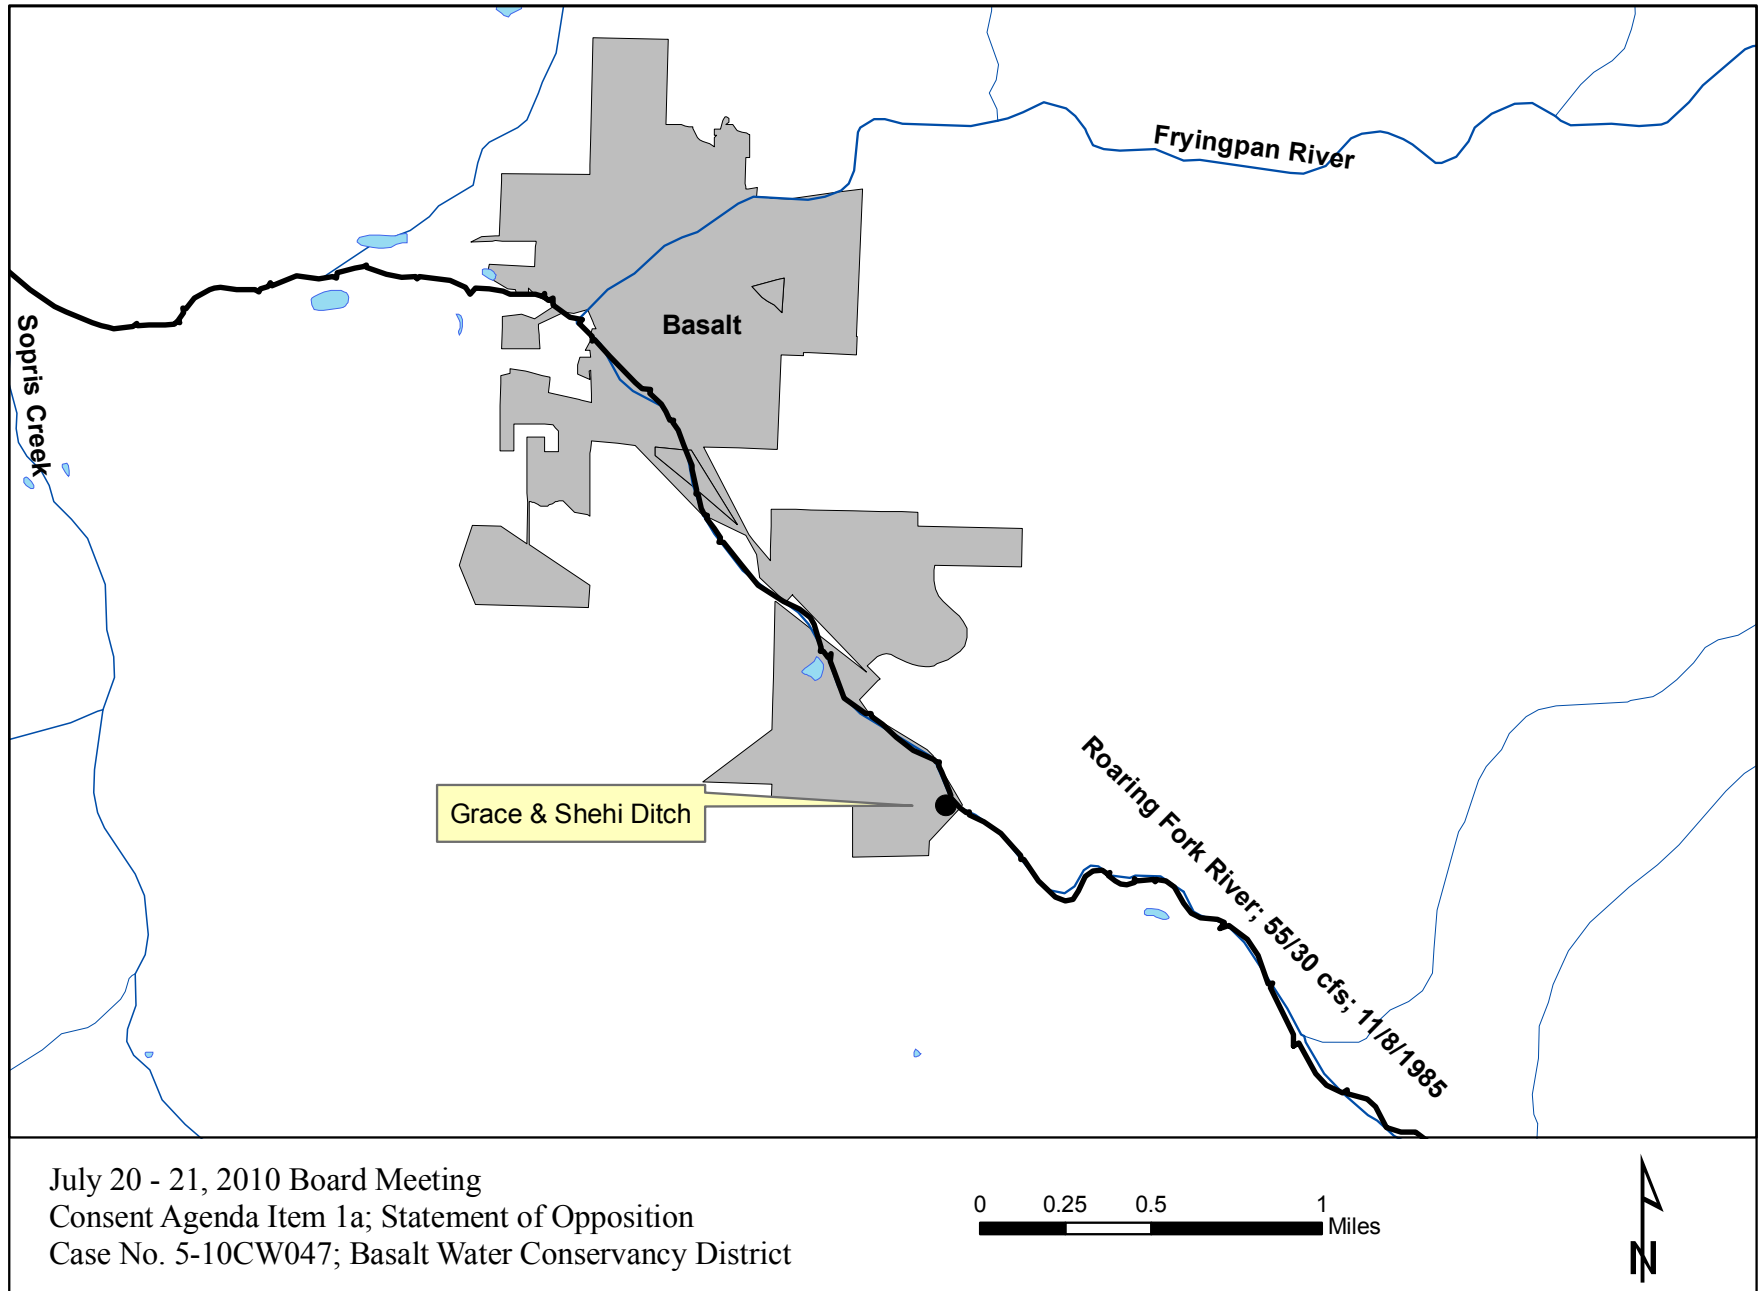 Fryingpan River
Basalt
Sopris Creek
Grace & Shehi Ditch
Roaring Fork River; 55/30 cfs; 11/8/1985
July 20 - 21, 2010 Board Meeting
Consent Agenda Item 1a; Statement of Opposition
Case No. 5-10CW047; Basalt Water Conservancy District
0 0.25 0.5 1
Miles
N